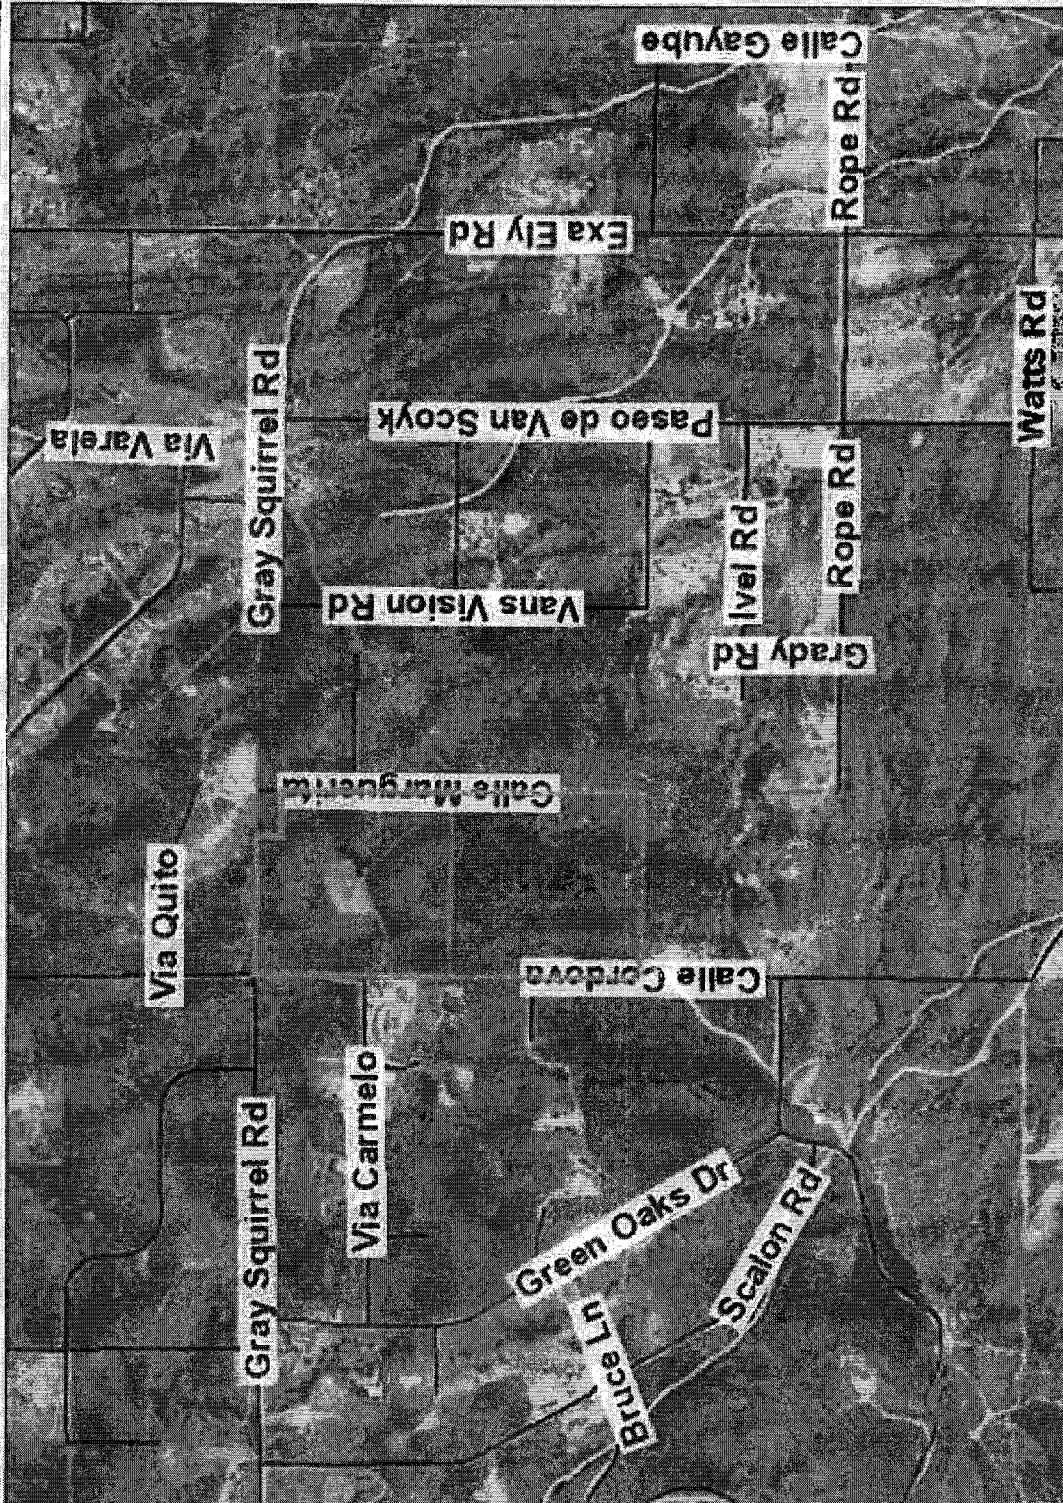 Calle Gayube
Rope Rd.
Exa Ely Rd
Watts Rd
Gray Squirrel Rd
Paseo de Van Scoyk
Via Varela
Rope Rd
Ivel Rd
Vans Vision Rd
Grady Rd
Calle Marguerita
Via Quito
Calle Cordova
Via Carmelo
Gray Squirrel Rd
Green Oaks Dr
Scalon Rd
Bruce Ln